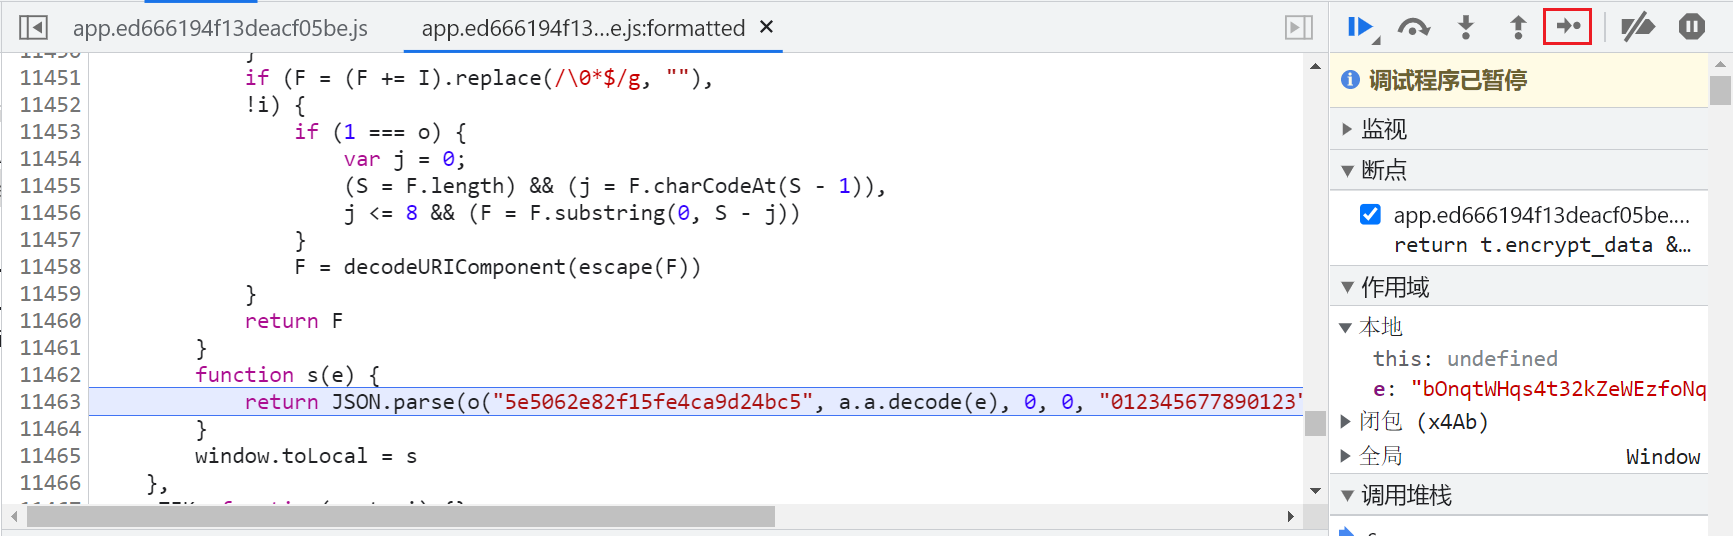 app.ed666194f13deacf05be.js
app.ed666194f13...e.js:formatted ×
11451 if (F = (F += I).replace(/\0*$/g, ""),
11452 !i) {
11453 if (1 === o) {
11454 var j = 0;
11455 (S = F.length) && (j = F.charCodeAt(S - 1)),
11456 j <= 8 && (F = F.substring(0, S - j))
11457 }
11458 F = decodeURIComponent(escape(F))
11459 }
11460 return F
11461 }
11462 function s(e) {
11463 return JSON.parse(o("5e5062e82f15fe4ca9d24bc5", a.a.decode(e), 0, 0, "012345677890123"
11464 }
11465 window.toLocal = s
11466 },
调试程序已暂停
监视
断点
app.ed666194f13deacf05be....
return t.encrypt_data &...
作用域
本地
this: undefined
e: "bOnqtWHqs4t32kZeWEzfoNq
闭包 (x4Ab)
全局 Window
调用堆栈